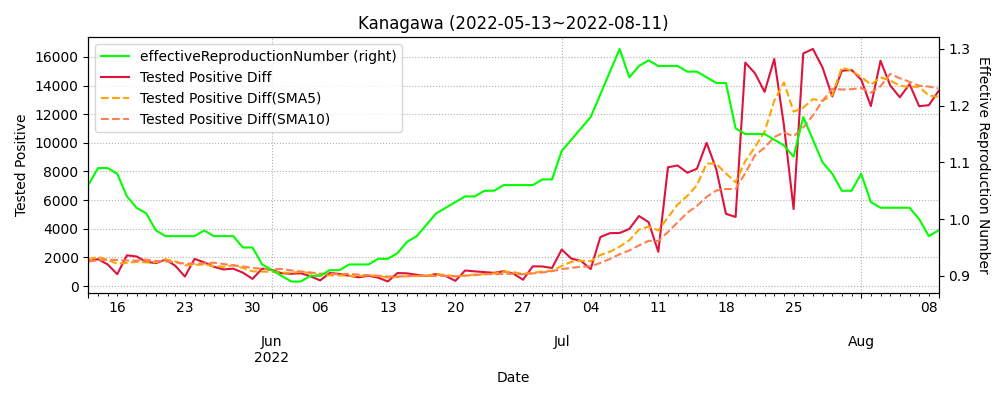 Kanagawa (2022-05-13~2022-08-11)
effectiveReproductionNumber (right)
Tested Positive Diff
Tested Positive Diff(SMA5)
Tested Positive Diff(SMA10)
Tested Positive
16000
14000
12000
10000
8000
6000
4000
2000
0
1.3
1.2
1.1
1.0
0.9
Effective Reproduction Number
16 23 30 06 13 20 27 04 11 18 25 08
Jun Jul Aug
2022
Date